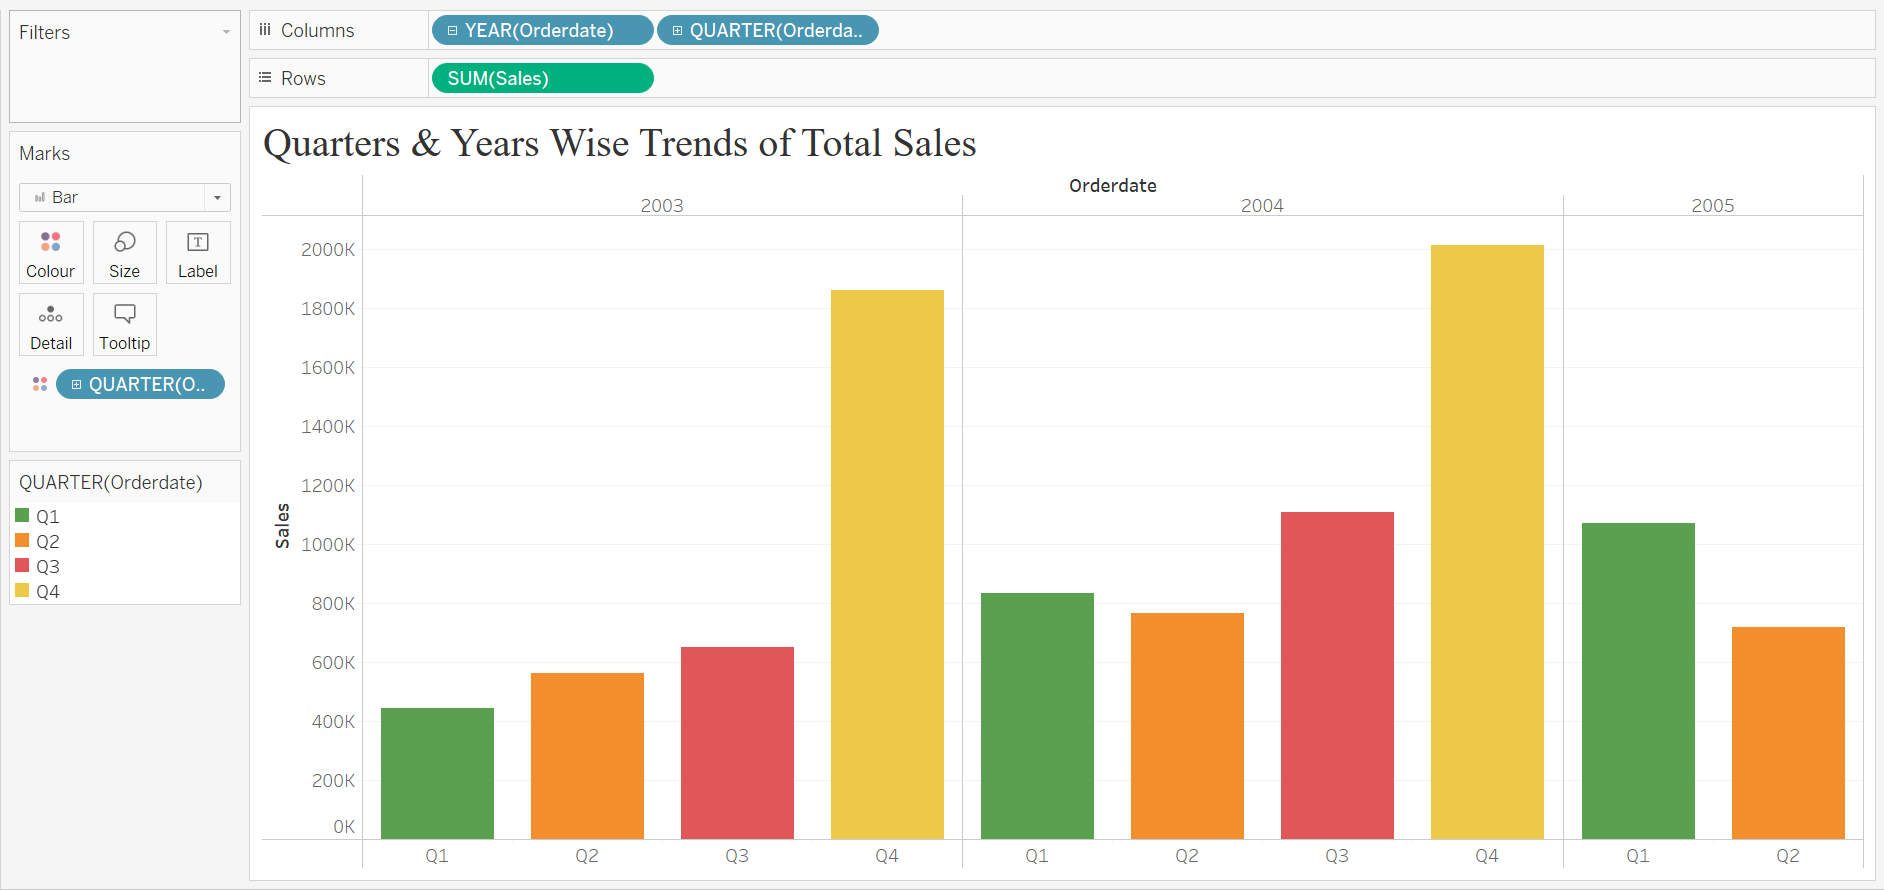 Filters
Columns
YEAR(Orderdate)
QUARTER(Orderda..
Rows
SUM(Sales)
Marks
Bar
Colour
Size
Label
Detail
Tooltip
QUARTER(O..
QUARTER(Orderdate)
Q1
Q2
Q3
Q4
Quarters & Years Wise Trends of Total Sales
Orderdate
2003
2004
2005
2000K
1800K
1600K
1400K
1200K
1000K
800K
600K
400K
200K
0K
Sales
Q1
Q2
Q3
Q4
Q1
Q2
Q3
Q4
Q1
Q2